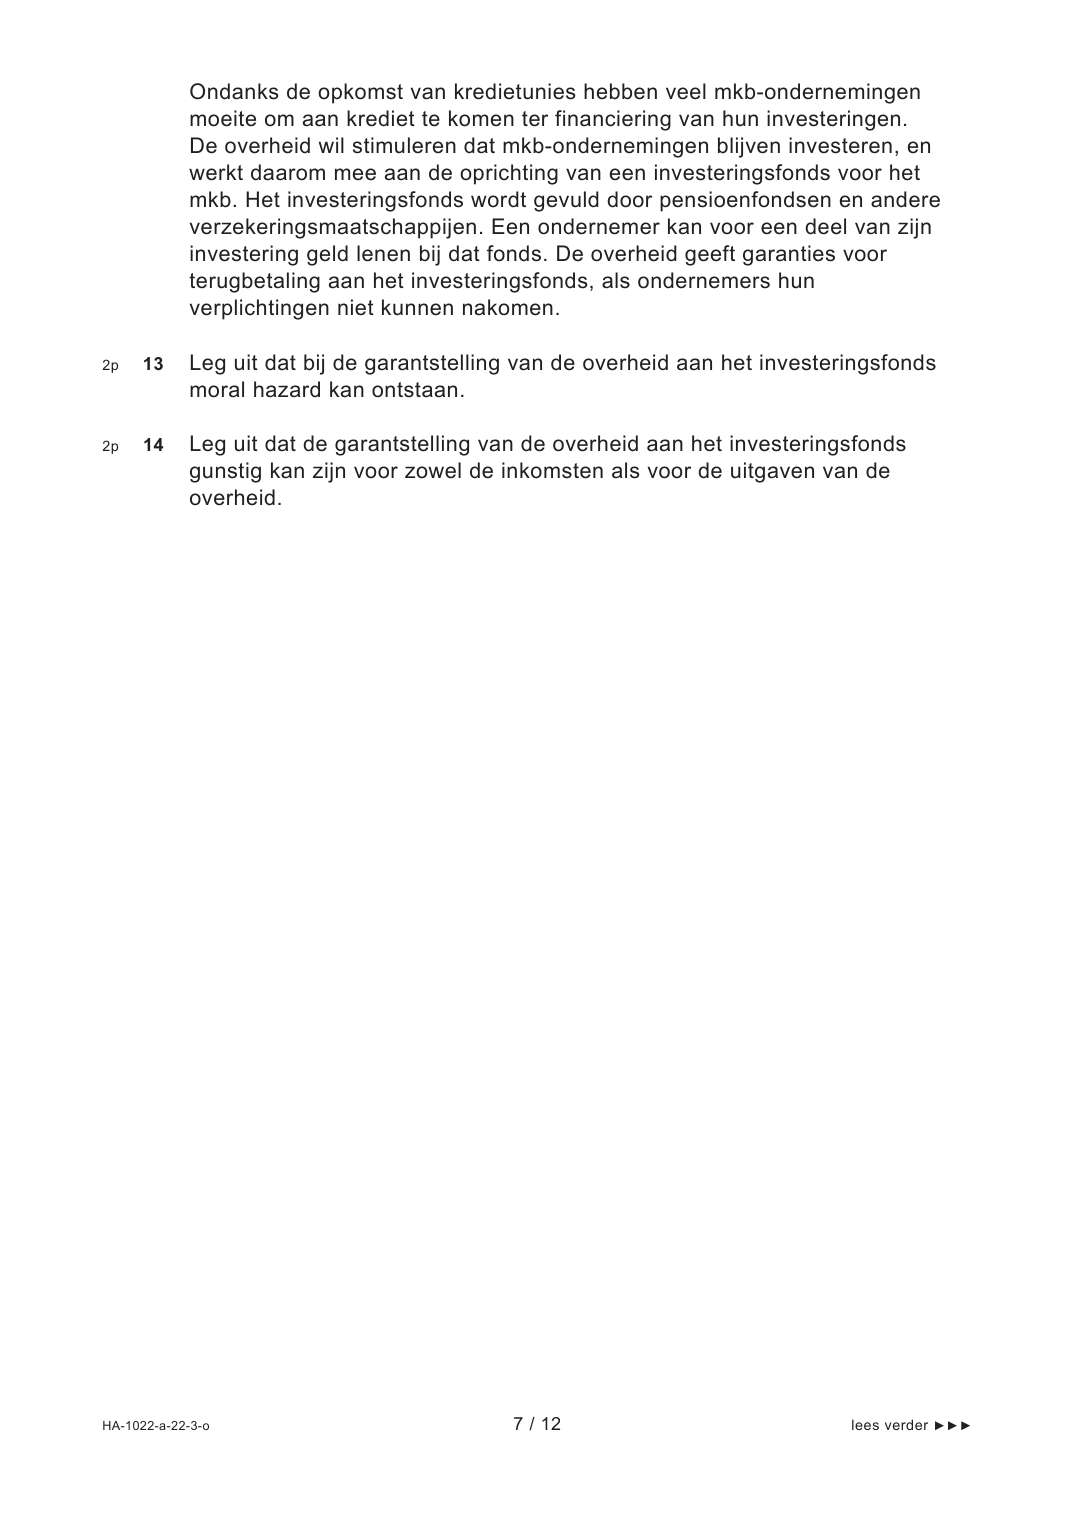 Ondanks de opkomst van kredietunies hebben veel mkb-ondernemingen
moeite om aan krediet te komen ter financiering van hun investeringen.
De overheid wil stimuleren dat mkb-ondernemingen blijven investeren, en
werkt daarom mee aan de oprichting van een investeringsfonds voor het
mkb. Het investeringsfonds wordt gevuld door pensioenfondsen en andere
verzekeringsmaatschappijen. Een ondernemer kan voor een deel van zijn
investering geld lenen bij dat fonds. De overheid geeft garanties voor
terugbetaling aan het investeringsfonds, als ondernemers hun
verplichtingen niet kunnen nakomen.
2p 13 Leg uit dat bij de garantstelling van de overheid aan het investeringsfonds
moral hazard kan ontstaan.
2p 14 Leg uit dat de garantstelling van de overheid aan het investeringsfonds
gunstig kan zijn voor zowel de inkomsten als voor de uitgaven van de
overheid.
HA-1022-a-22-3-o 7 / 12 lees verder ►►►